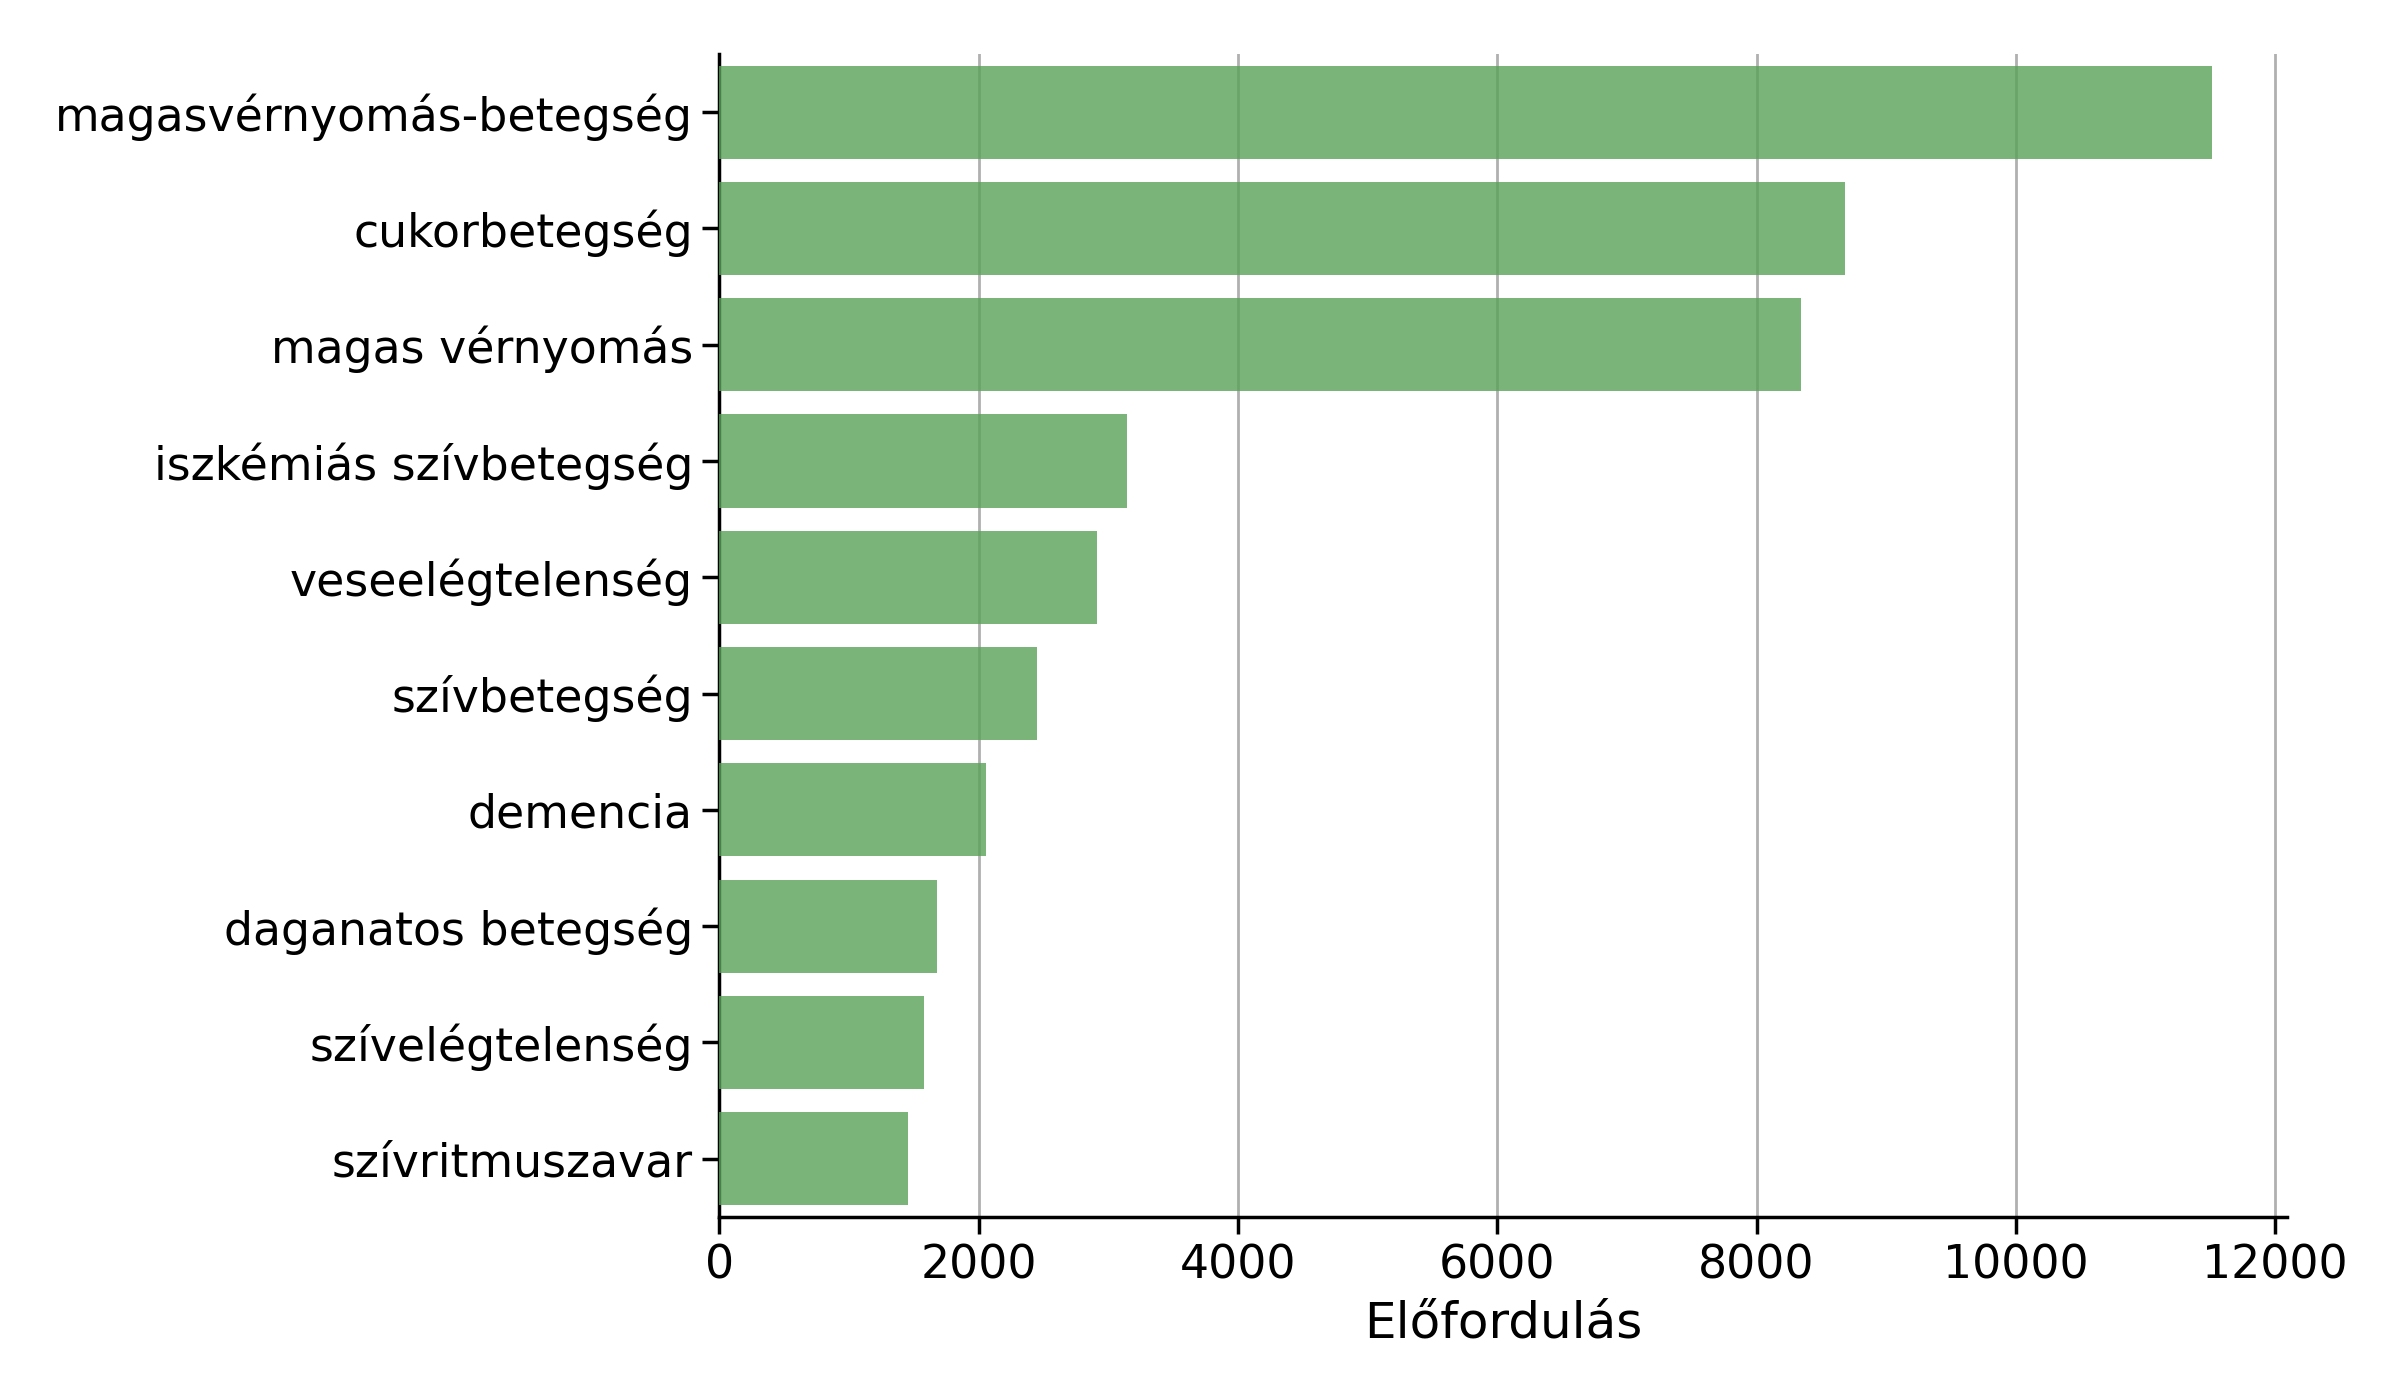 magasvérnyomás-betegség
cukorbetegség
magas vérnyomás
iszkémiás szívbetegség
veseelégtelenség
szívbetegség
demencia
daganatos betegség
szívelégtelenség
szívritmuszavar
0 2000 4000 6000 8000 10000 12000
Előfordulás